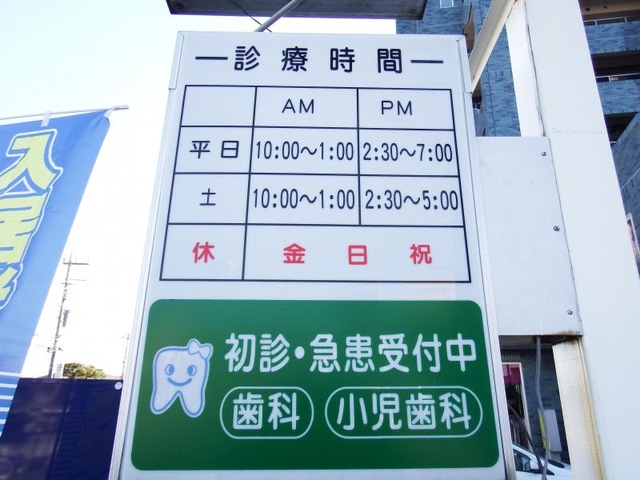 診療時間
AM PM
平日 10:00〜1:00 2:30〜7:00
土 10:00〜1:00 2:30〜5:00
休 金 日 祝
初診・急患受付中
歯科 小児歯科
入居